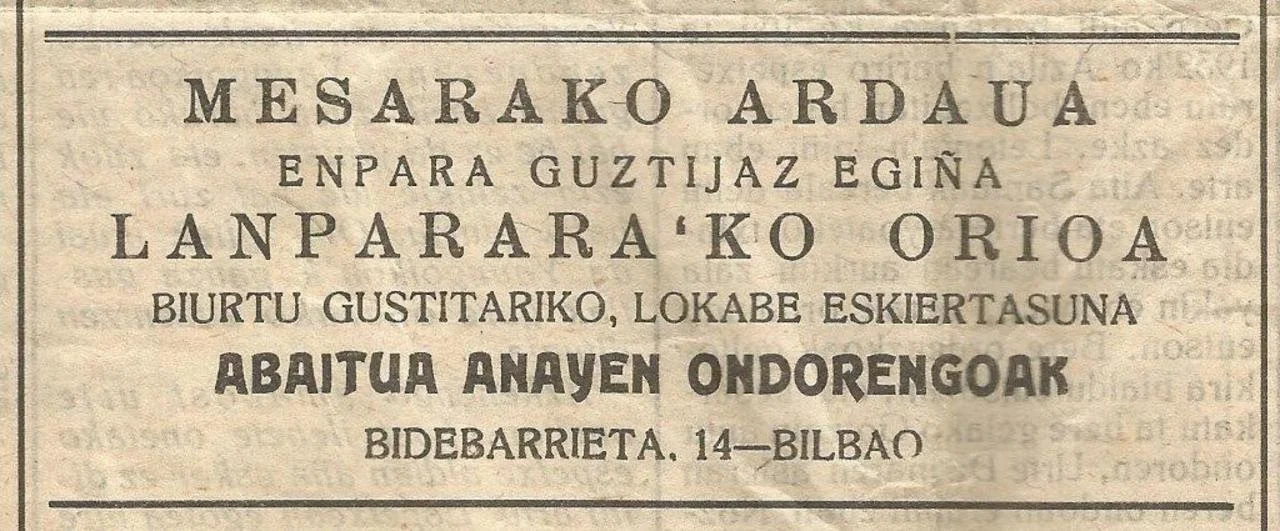 MESARAKO ARDAUA
ENPARA GUZTIJAZ EGIÑA
LANPARARA‘KO ORIOA
BIURTU GUSTITARIKO, LOKABE ESKIERTASUNA
ABAITUA ANAYEN ONDORENGOAK
BIDEBARRIETA. 14—BILBAO